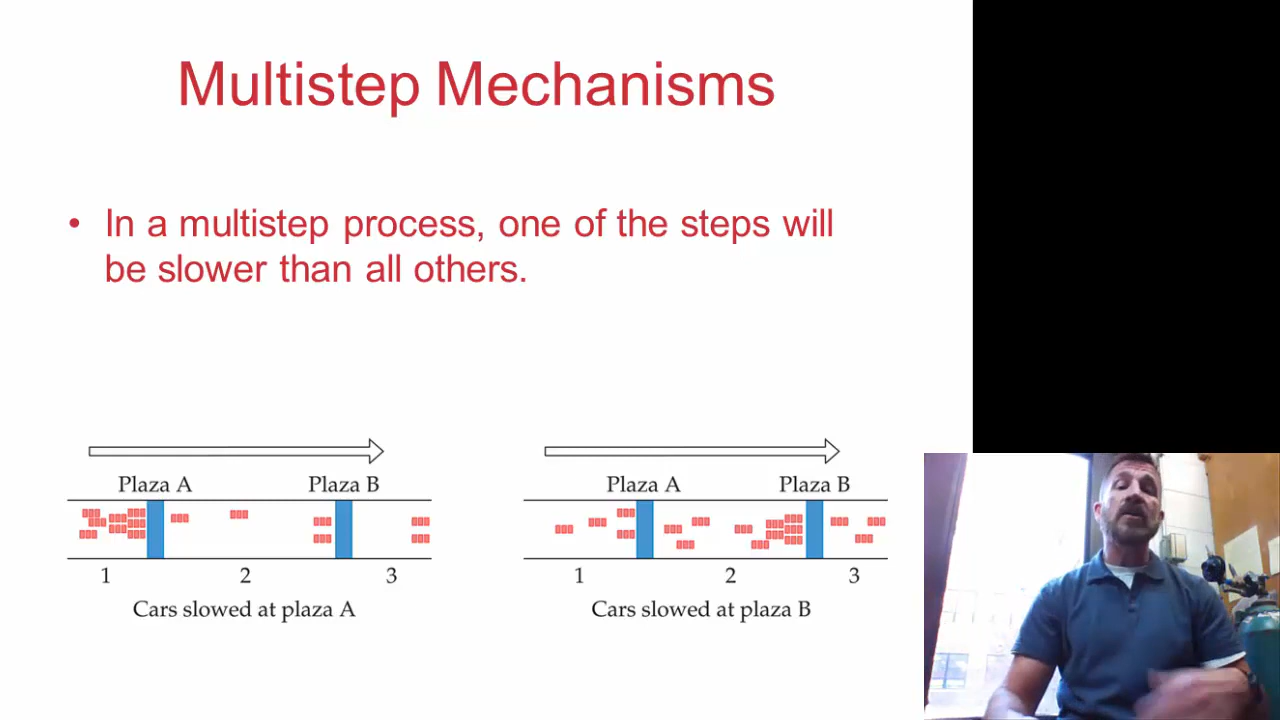 Multistep Mechanisms
• In a multistep process, one of the steps will
be slower than all others.
Plaza A
Plaza B
1
2
3
Cars slowed at plaza A
Plaza A
Plaza B
1
2
3
Cars slowed at plaza B